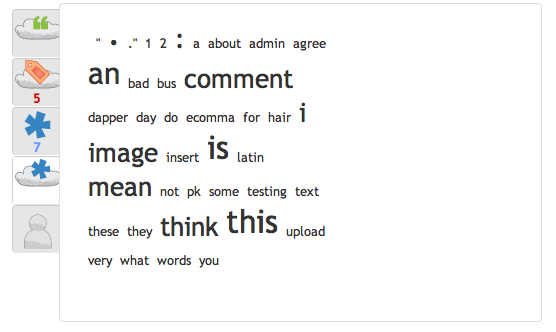 " • ." 1 2 : a about admin agree
an bad bus comment
dapper day do ecomma for hair i
image insert is latin
mean not pk some testing text
these they think this upload
very what words you
5
7